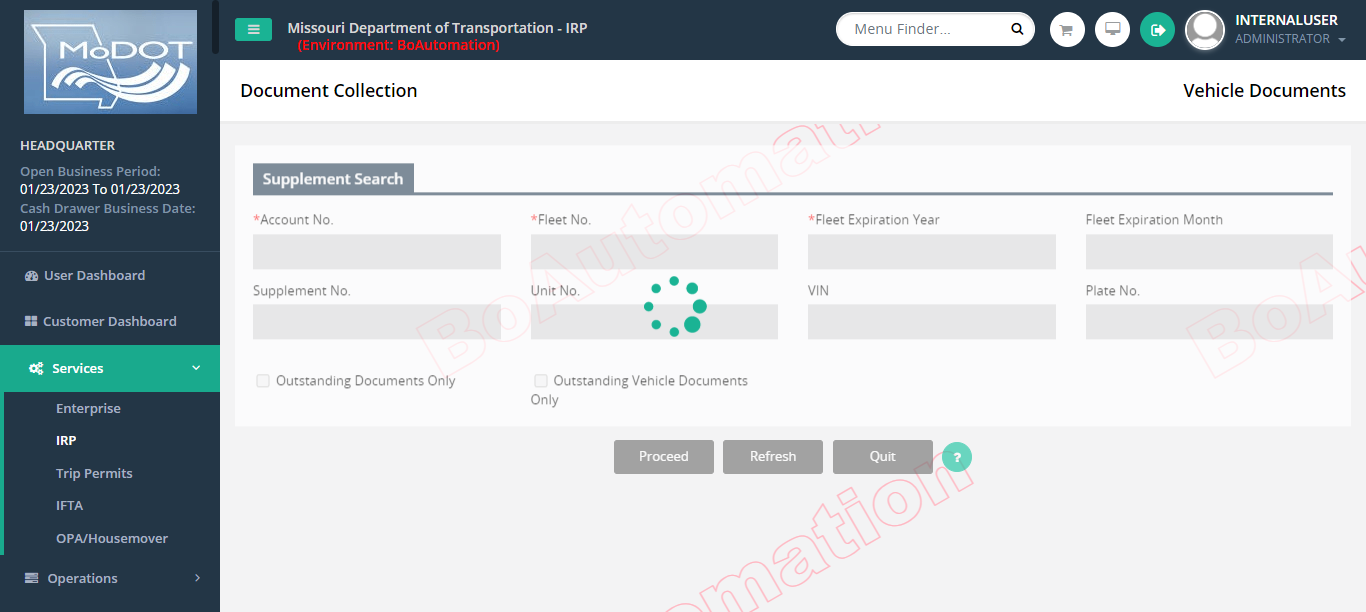 MoDOT
Missouri Department of Transportation - IRP
(Environment: BoAutomation)
Menu Finder...
INTERNALUSER
ADMINISTRATOR
Document Collection
Vehicle Documents
HEADQUARTER
Open Business Period:
01/23/2023 To 01/23/2023
Cash Drawer Business Date:
01/23/2023
User Dashboard
Customer Dashboard
Services
Enterprise
IRP
Trip Permits
IFTA
OPA/Housemover
Operations
Supplement Search
*Account No.
*Fleet No.
*Fleet Expiration Year
Fleet Expiration Month
Supplement No.
Unit No.
VIN
Plate No.
Outstanding Documents Only
Outstanding Vehicle Documents
Only
Proceed
Refresh
Quit
?
BoAutomation
BoAu
omation